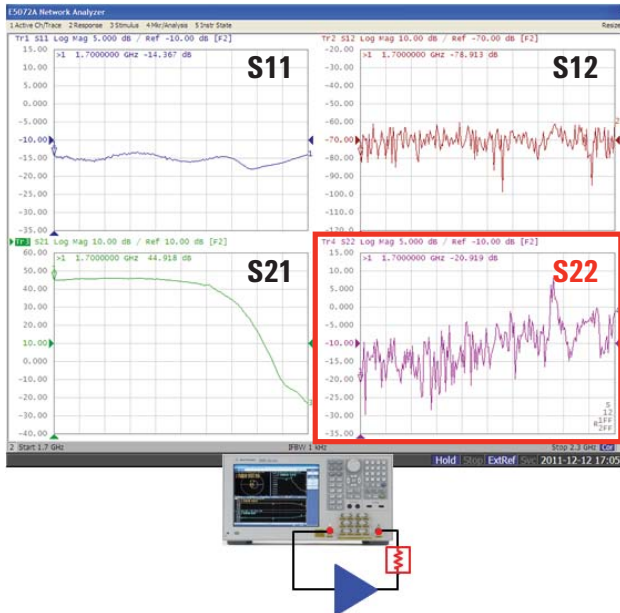 E5072A Network Analyzer
1 Active Ch/Trace 2 Response 3 Stimulus 4 Mkr/Analysis 5 Instr State
Resize
Tr1 S11 Log Mag 5.000 dB / Ref -10.00 dB [F2]
15.00
>1 1.7000000 GHz -14.367 dB
S11
10.00
5.000
0.000
-5.000
-10.00
-15.00
1
-20.00
-25.00
-30.00
-35.00
Tr2 S12 Log Mag 10.00 dB / Ref -70.00 dB [F2]
-20.00
>1 1.7000000 GHz -78.913 dB
S12
-30.00
-40.00
-50.00
-60.00
2
-70.00
-80.00
-90.00
-100.0
-110.0
-120.0
Tr3 S21 Log Mag 10.00 dB / Ref 10.00 dB [F2]
60.00
>1 1.7000000 GHz 44.918 dB
S21
50.00
40.00
30.00
20.00
10.00
0.000
-10.00
-20.00
3
-30.00
-40.00
Tr4 S22 Log Mag 5.000 dB / Ref -10.00 dB [F2]
15.00
>1 1.7000000 GHz -20.919 dB
S22
10.00
5.000
0.000
-5.000
4
-10.00
-15.00
-20.00
-25.00
-30.00
-35.00
S
12
R 1FF
2FF
2 Start 1.7 GHz
IFBW 1 kHz
Stop 2.3 GHz Cor
Hold Stop ExtRef Svc 2011-12-12 17:05